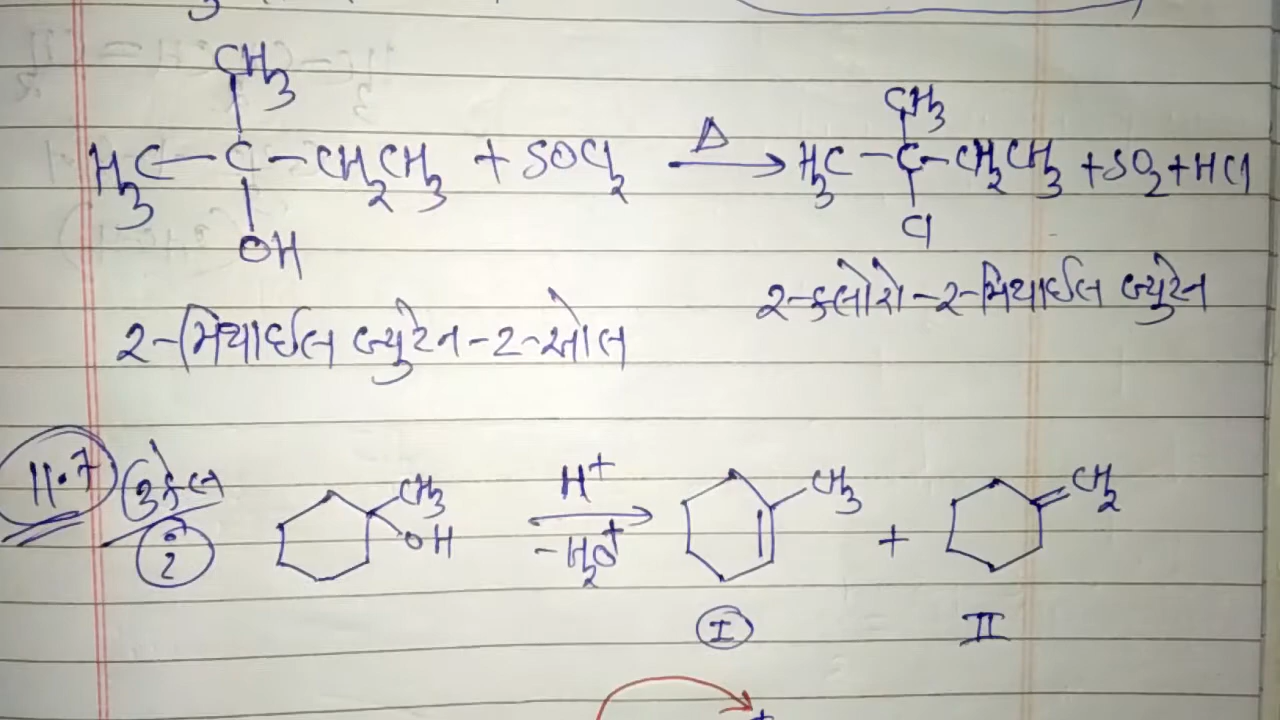 CH3
H3C-C-CH2CH3 + SOCl2 Δ→ H3C-C-CH2CH3 + SO2 + HCl
CH3
OH
Cl
2-મિથાઈલ બ્યુટેન-2-ઓલ
2-ક્લોરો-2-મિથાઈલ બ્યુટેન
11.7 ઉકેલ
:2
CH3
OH
H+
-H2O+
CH3
+
CH2
I
II
+